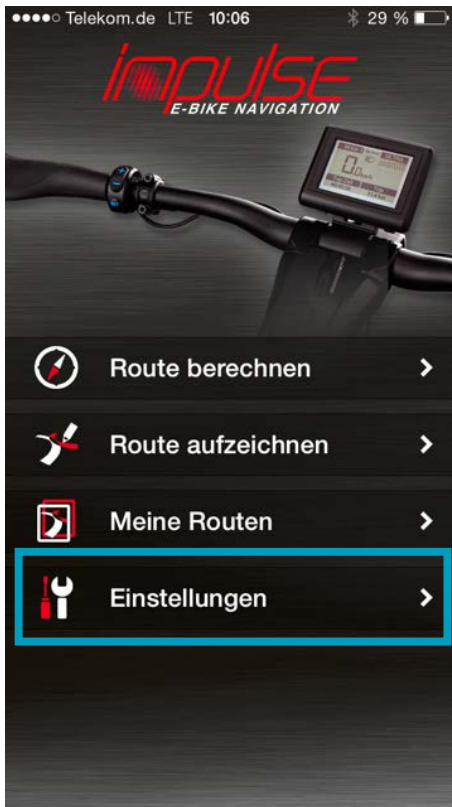 Telekom.de LTE 10:06 29 %
impulse
E-BIKE NAVIGATION
Route berechnen
Route aufzeichnen
Meine Routen
Einstellungen